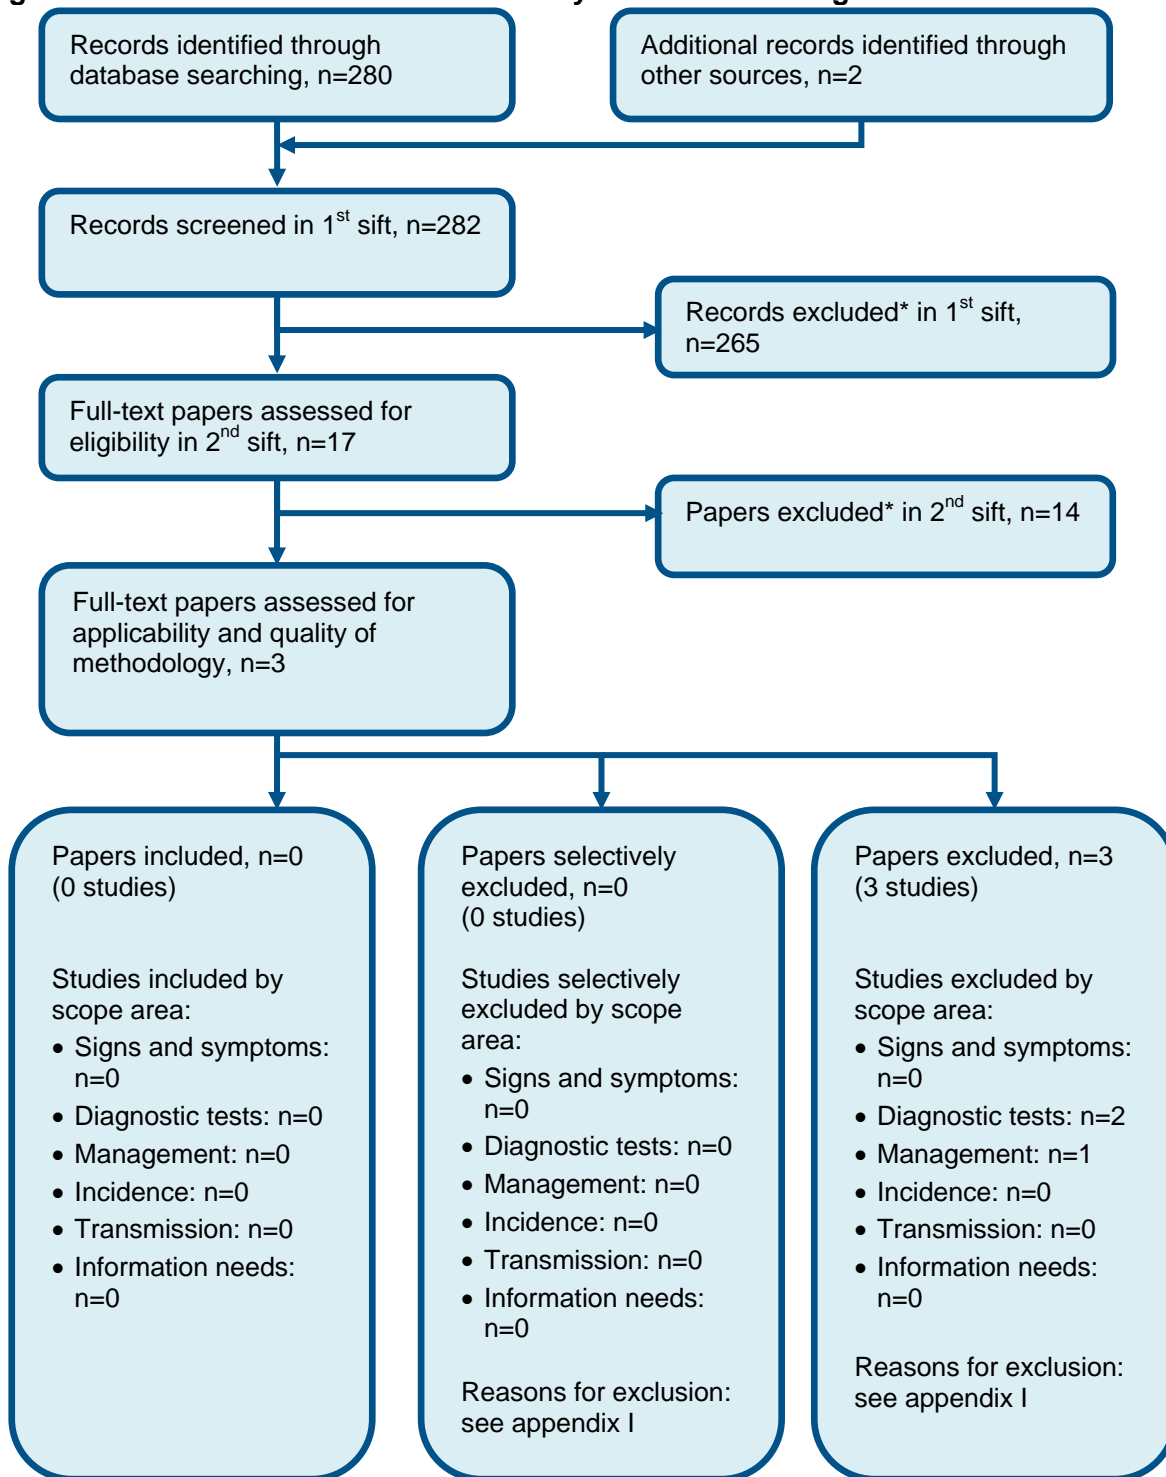 Records identified through
database searching, n=280
Additional records identified through
other sources, n=2
Records screened in 1st sift, n=282
Records excluded* in 1st sift,
n=265
Full-text papers assessed for
eligibility in 2nd sift, n=17
Papers excluded* in 2nd sift, n=14
Full-text papers assessed for
applicability and quality of
methodology, n=3
Papers included, n=0
(0 studies)
Studies included by
scope area:
• Signs and symptoms:
n=0
• Diagnostic tests: n=0
• Management: n=0
• Incidence: n=0
• Transmission: n=0
• Information needs:
n=0
Papers selectively
excluded, n=0
(0 studies)
Studies selectively
excluded by scope
area:
• Signs and symptoms:
n=0
• Diagnostic tests: n=0
• Management: n=0
• Incidence: n=0
• Transmission: n=0
• Information needs:
n=0
Reasons for exclusion:
see appendix I
Papers excluded, n=3
(3 studies)
Studies excluded by
scope area:
• Signs and symptoms:
n=0
• Diagnostic tests: n=2
• Management: n=1
• Incidence: n=0
• Transmission: n=0
• Information needs:
n=0
Reasons for exclusion:
see appendix I